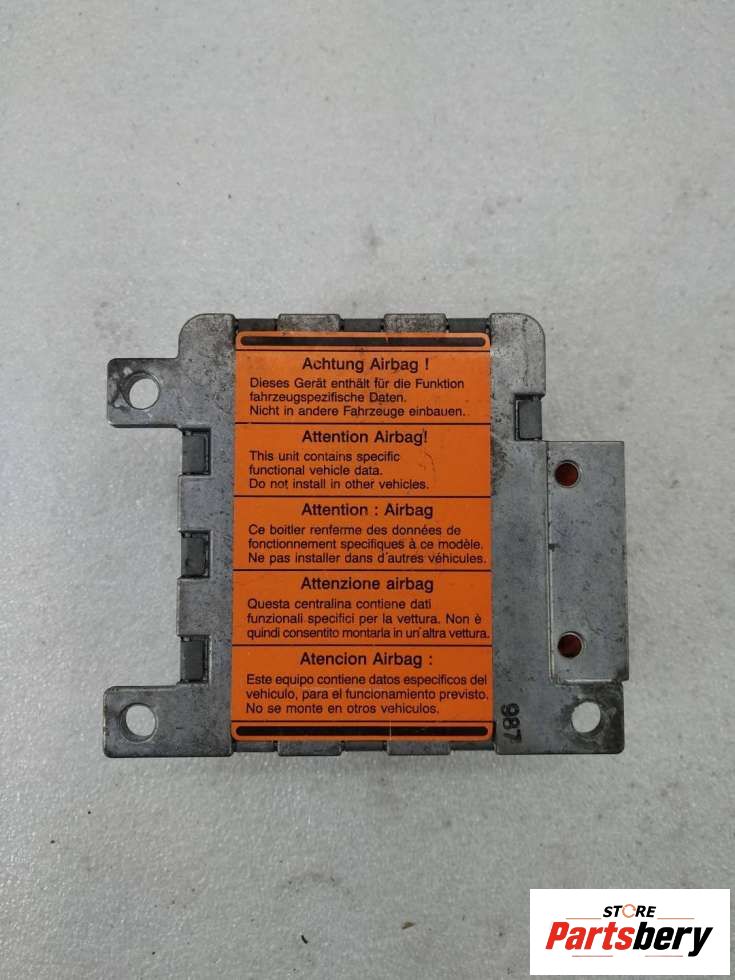 Achtung Airbag !
Dieses Gerät enthält für die Funktion
fahrzeugspezifische Daten.
Nicht in andere Fahrzeuge einbauen.
Attention Airbag!
This unit contains specific
functional vehicle data.
Do not install in other vehicles.
Attention : Airbag
Ce boitler renferme des données de
fonctionnement specifiques à ce modèle.
Ne pas installer dans d'autres véhicules.
Attenzione airbag
Questa centralina contiene dati
funzionali specifici per la vettura. Non è
quindi consentito montarla in un'altra vettura.
Atencion Airbag :
Este equipo contiene datos especificos del
vehiculo, para el funcionamiento previsto.
No se monte en otros vehiculos.
987
STORE
Partsbery